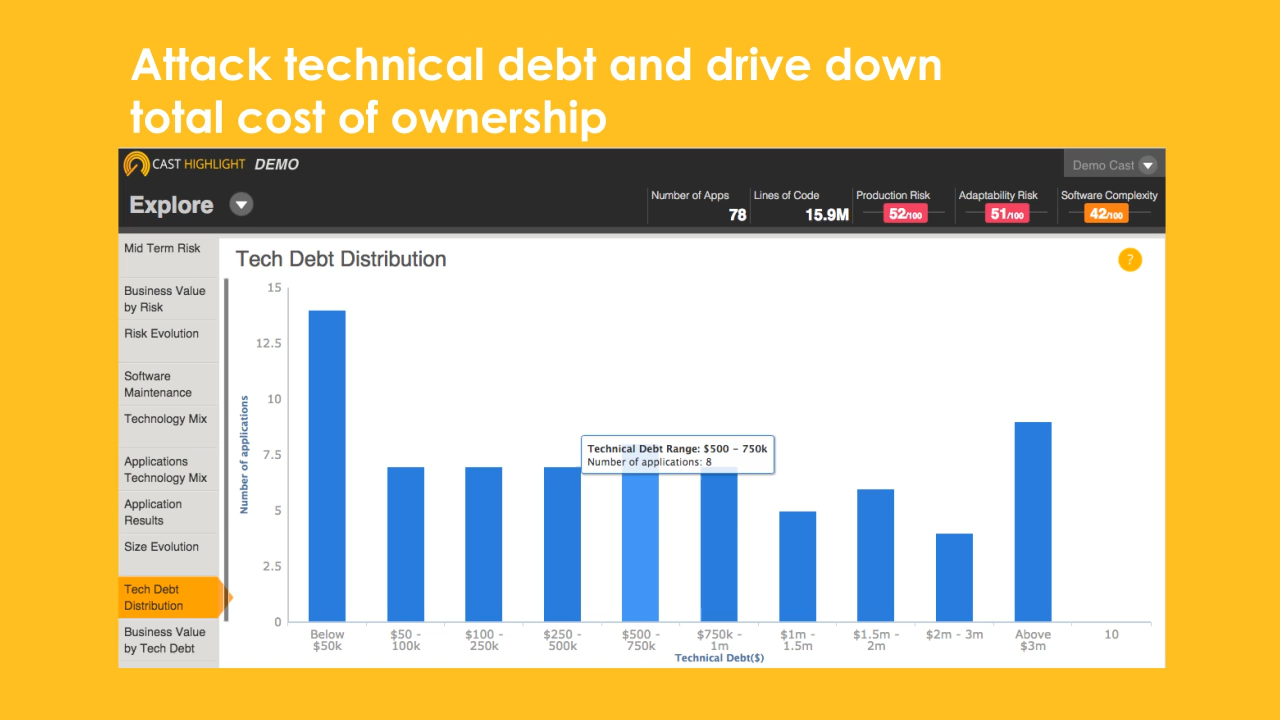 Attack technical debt and drive down
total cost of ownership
CAST HIGHLIGHT DEMO
Demo Cast
Explore
Number of Apps
78
Lines of Code
15.9M
Production Risk
52/100
Adaptability Risk
51/100
Software Complexity
42/100
Mid Term Risk
Business Value
by Risk
Risk Evolution
Software
Maintenance
Technology Mix
Applications
Technology Mix
Application
Results
Size Evolution
Tech Debt
Distribution
Business Value
by Tech Debt
Tech Debt Distribution
?
15
12.5
10
7.5
5
2.5
0
Number of applications
Technical Debt Range: $500 - 750k
Number of applications: 8
Below
$50k
$50 -
100k
$100 -
250k
$250 -
500k
$500 -
750k
$750k -
1m
$1m -
1.5m
$1.5m -
2m
$2m - 3m
Above
$3m
10
Technical Debt($)